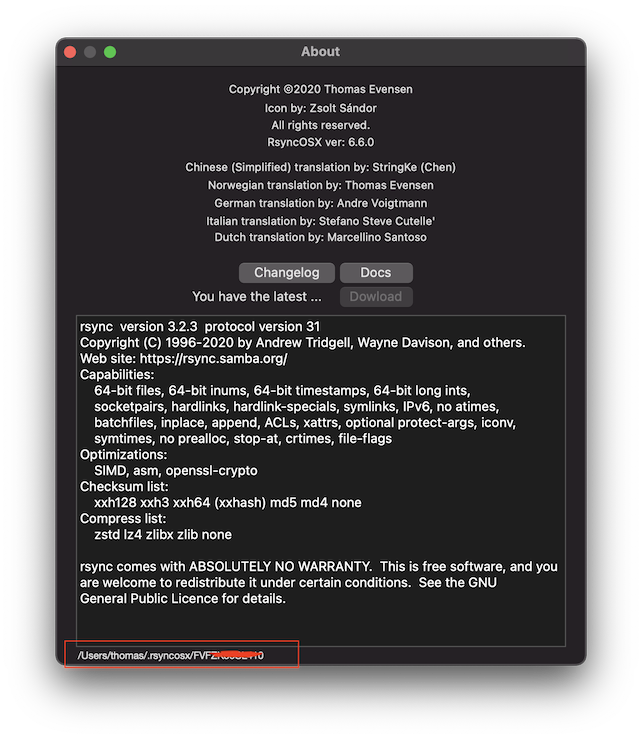 About
Copyright ©2020 Thomas Evensen
Icon by: Zsolt Sándor
All rights reserved.
RsyncOSX ver: 6.6.0
Chinese (Simplified) translation by: StringKe (Chen)
Norwegian translation by: Thomas Evensen
German translation by: Andre Voigtmann
Italian translation by: Stefano Steve Cutelle'
Dutch translation by: Marcellino Santoso
Changelog Docs
You have the latest ... Dowload
rsync version 3.2.3 protocol version 31
Copyright (C) 1996-2020 by Andrew Tridgell, Wayne Davison, and others.
Web site: https://rsync.samba.org/
Capabilities:
64-bit files, 64-bit inums, 64-bit timestamps, 64-bit long ints,
socketpairs, hardlinks, hardlink-specials, symlinks, IPv6, no atimes,
batchfiles, inplace, append, ACLs, xattrs, optional protect-args, iconv,
symtimes, no prealloc, stop-at, crtimes, file-flags
Optimizations:
SIMD, asm, openssl-crypto
Checksum list:
xxh128 xxh3 xxh64 (xxhash) md5 md4 none
Compress list:
zstd lz4 zlibx zlib none
rsync comes with ABSOLUTELY NO WARRANTY. This is free software, and you
are welcome to redistribute it under certain conditions. See the GNU
General Public Licence for details.
/Users/thomas/.rsyncosx/